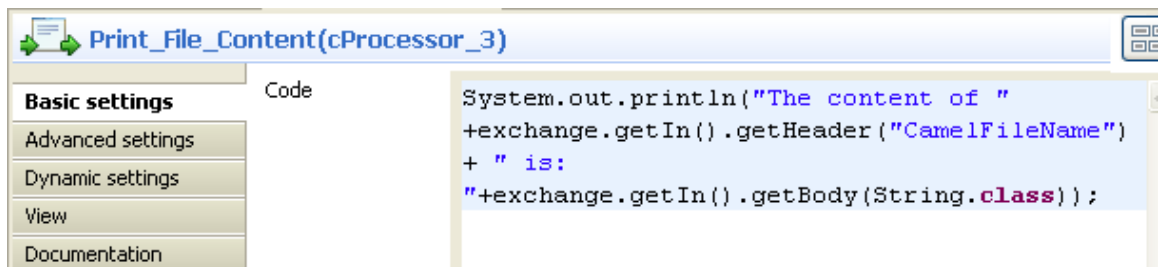 Print_File_Content(cProcessor_3)
Basic settings
Advanced settings
Dynamic settings
View
Documentation
Code
System.out.println("The content of "
+exchange.getIn().getHeader("CamelFileName")
+ " is:
"+exchange.getIn().getBody(String.class));